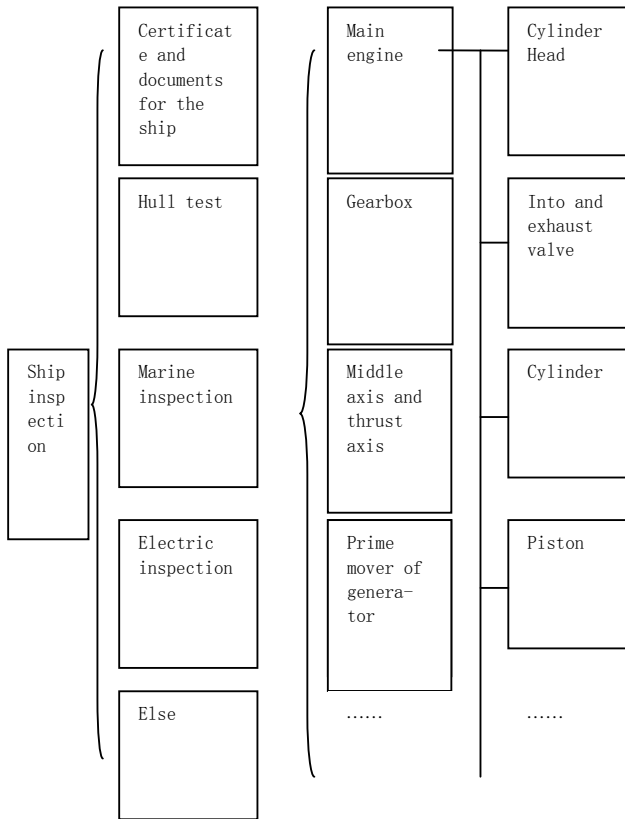 Ship
insp
ecti
on
Certificat
e and
documents
for the
ship
Hull test
Marine
inspection
Electric
inspection
Else
Main
engine
Gearbox
Middle
axis and
thrust
axis
Prime
mover of
genera-
tor
......
Cylinder
Head
Into and
exhaust
valve
Cylinder
Piston
......